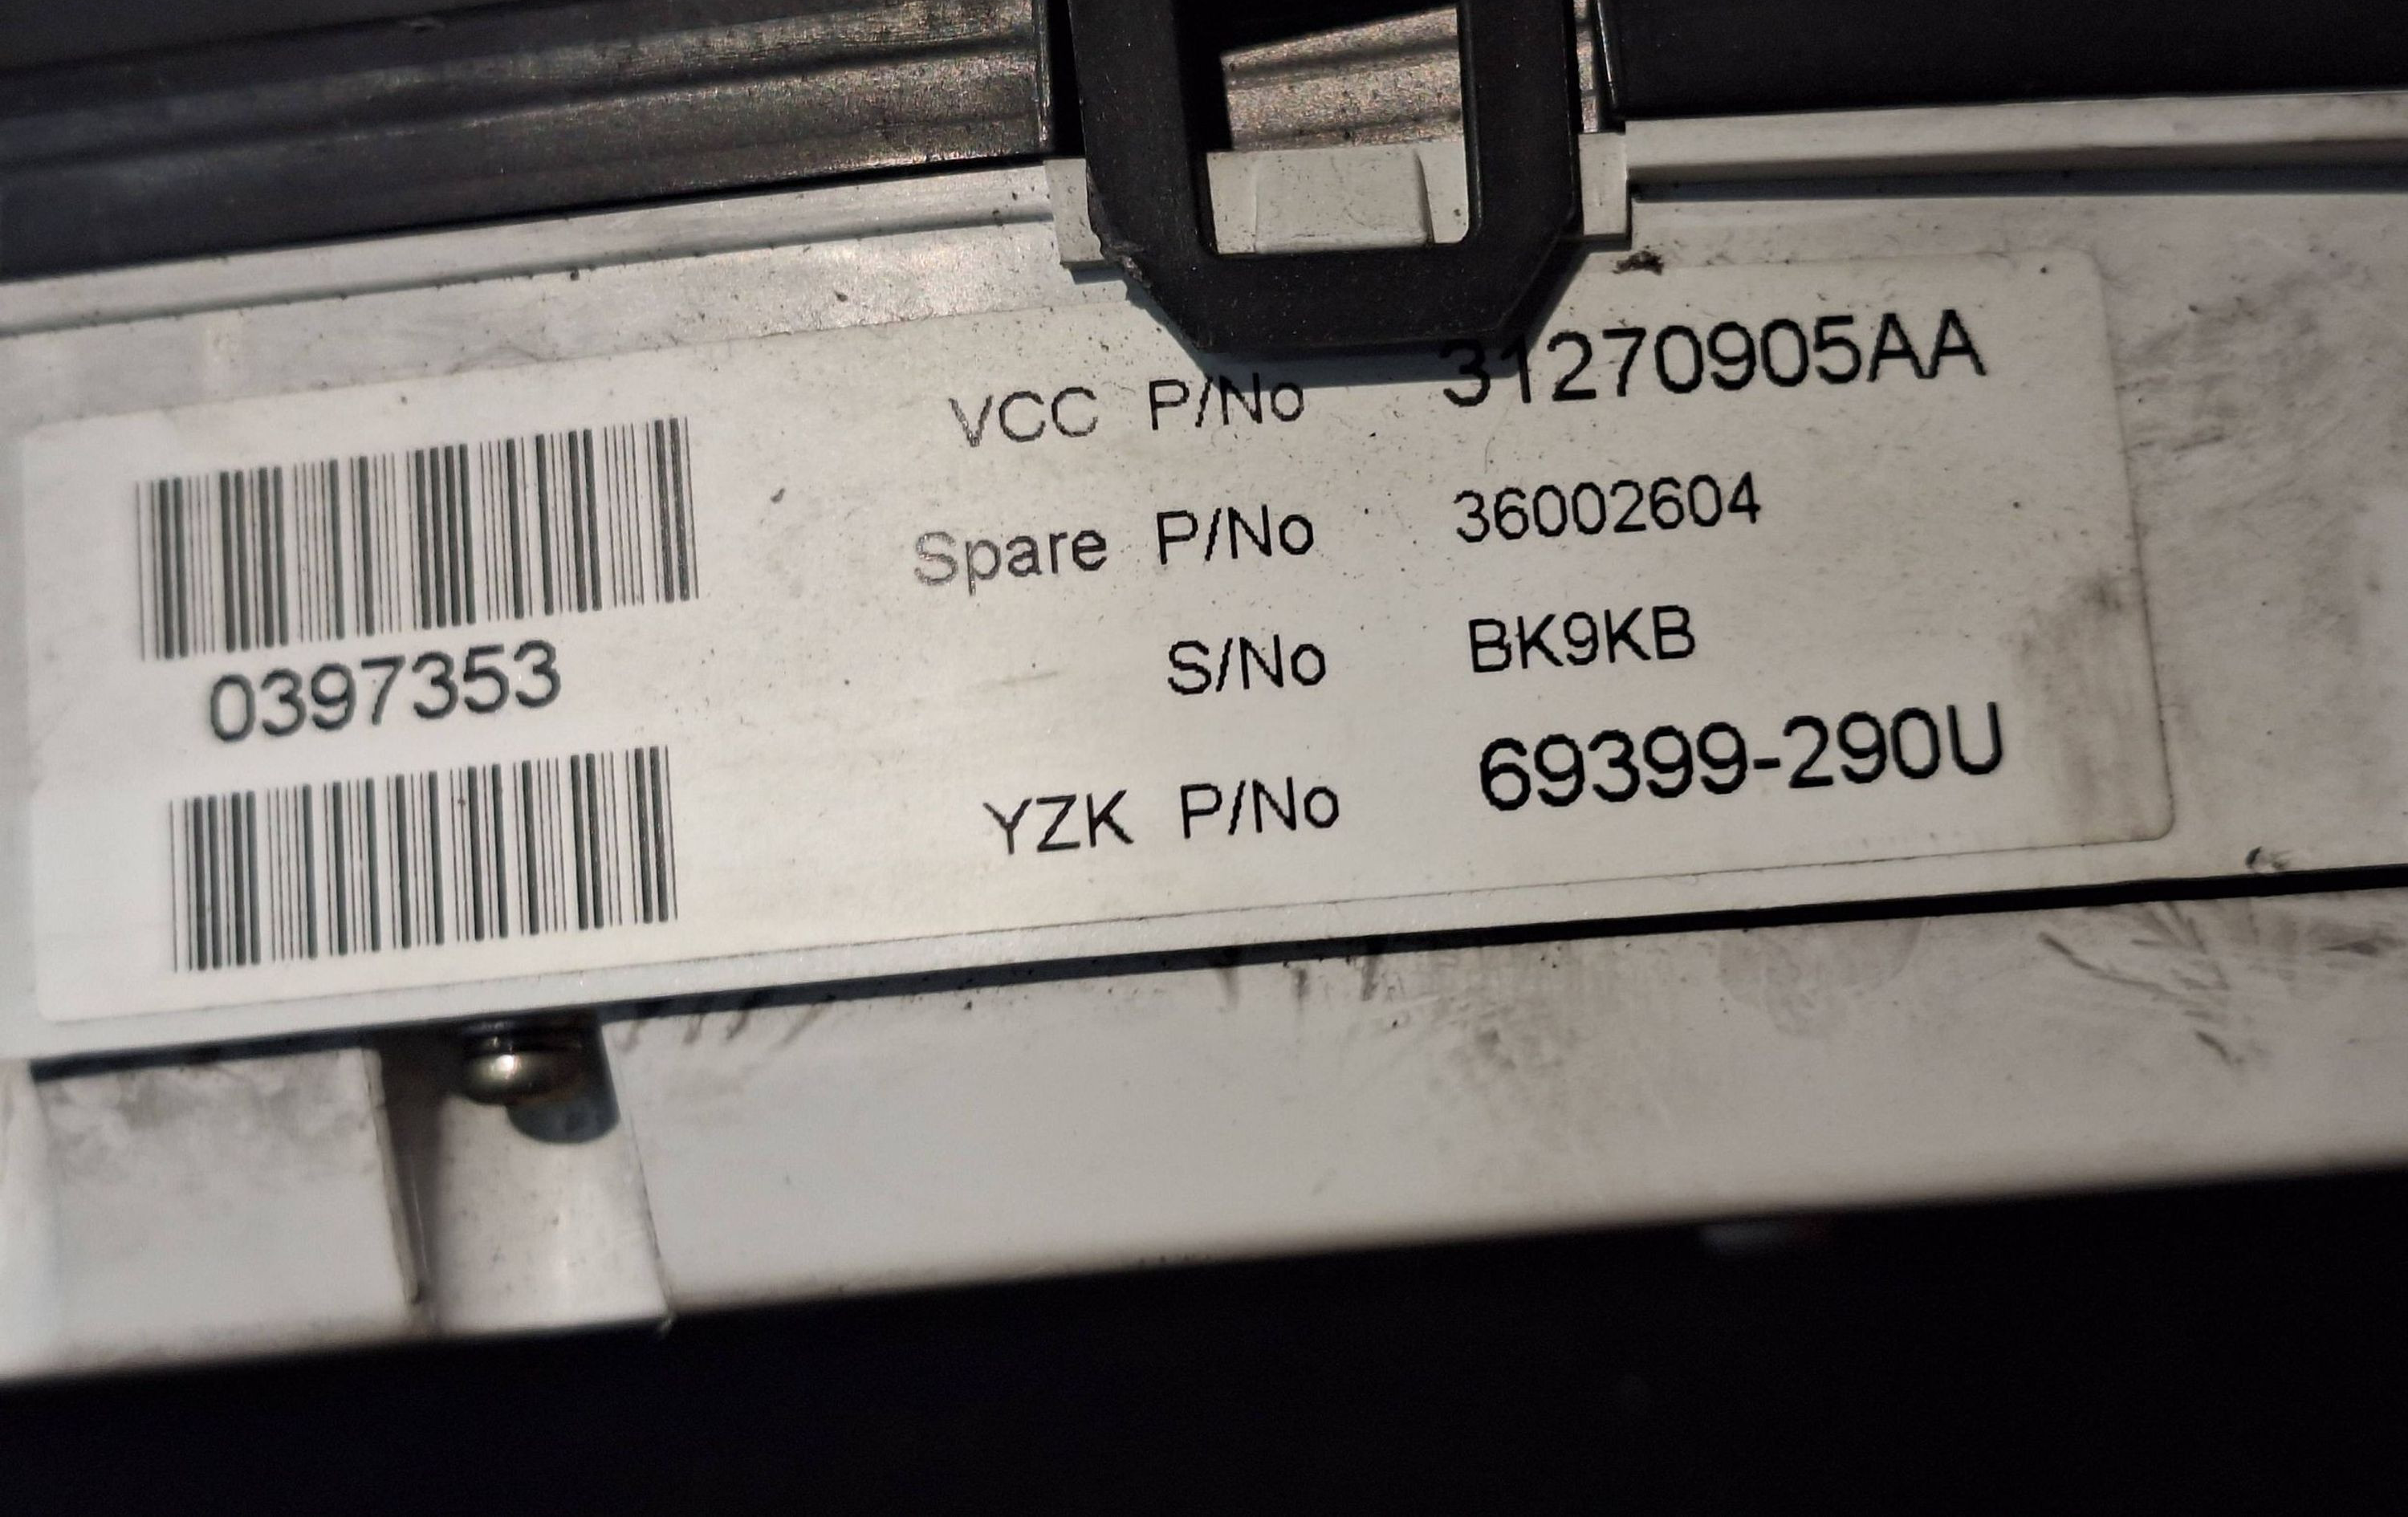 VCC P/No 31270905AA
Spare P/No 36002604
S/No BK9KB
YZK P/No 69399-290U
0397353